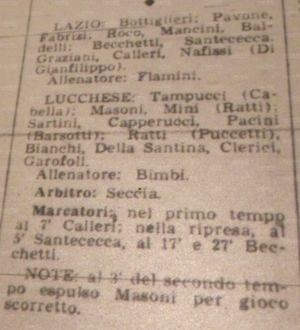 LAZIO: Bottiglieri; Pavone,
Fabrizi, Roco, Mancini, Bal-
delli; Becchetti, Santececca,
Graziani, Calleri, Nafissi (Di
Gianfilippo).
Allenatore: Flamini.
LUCCHESE: Tampucci (Ca-
bella); Masoni, Mini (Ratti);
Sartini, Capperucci, Pacini
(Barsotti); Ratti (Puccetti),
Bianchi, Della Santina, Clerici,
Garofoli.
Allenatore: Bimbi.
Arbitro: Seccia.
Marcatori: nel primo tempo
al 7' Calleri; nella ripresa, al
5' Santececca, al 17' e 27' Bec-
chetti.
NOTE: al 3' del secondo tem-
po espulso Masoni per gioco
scorretto.